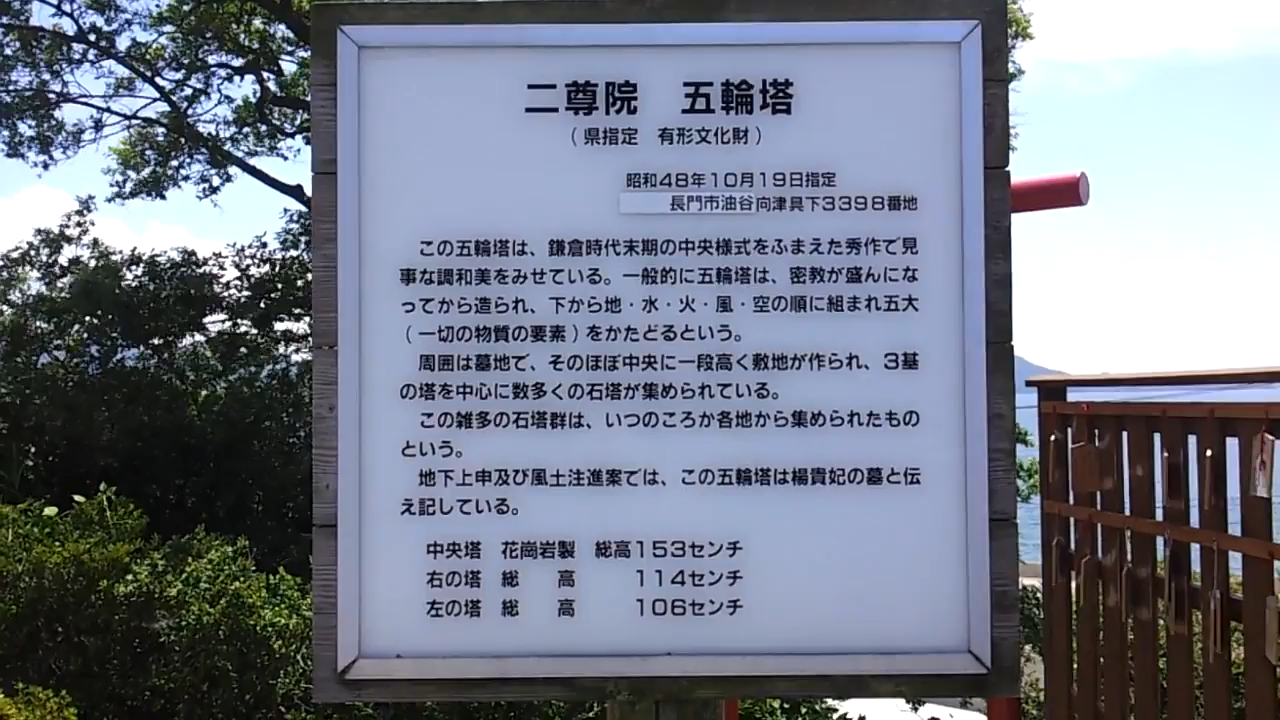 二尊院　五輪塔
(県指定　有形文化財)
昭和48年10月19日指定
長門市油谷向津具下3398番地
この五輪塔は、鎌倉時代末期の中央様式をふまえた秀作で見
事な調和美をみせている。一般的に五輪塔は、密教が盛んにな
ってから造られ、下から地・水・火・風・空の順に組まれ五大
(一切の物質の要素)をかたどるという。
周囲は墓地で、そのほぼ中央に一段高く敷地が作られ、3基
の塔を中心に数多くの石塔が集められている。
この雑多の石塔群は、いつのころか各地から集められたもの
という。
地下上申及び風土注進案では、この五輪塔は楊貴妃の墓と伝
え記している。
中央塔　花崗岩製　総高153センチ
右の塔　総　　高　　　114センチ
左の塔　総　　高　　　106センチ